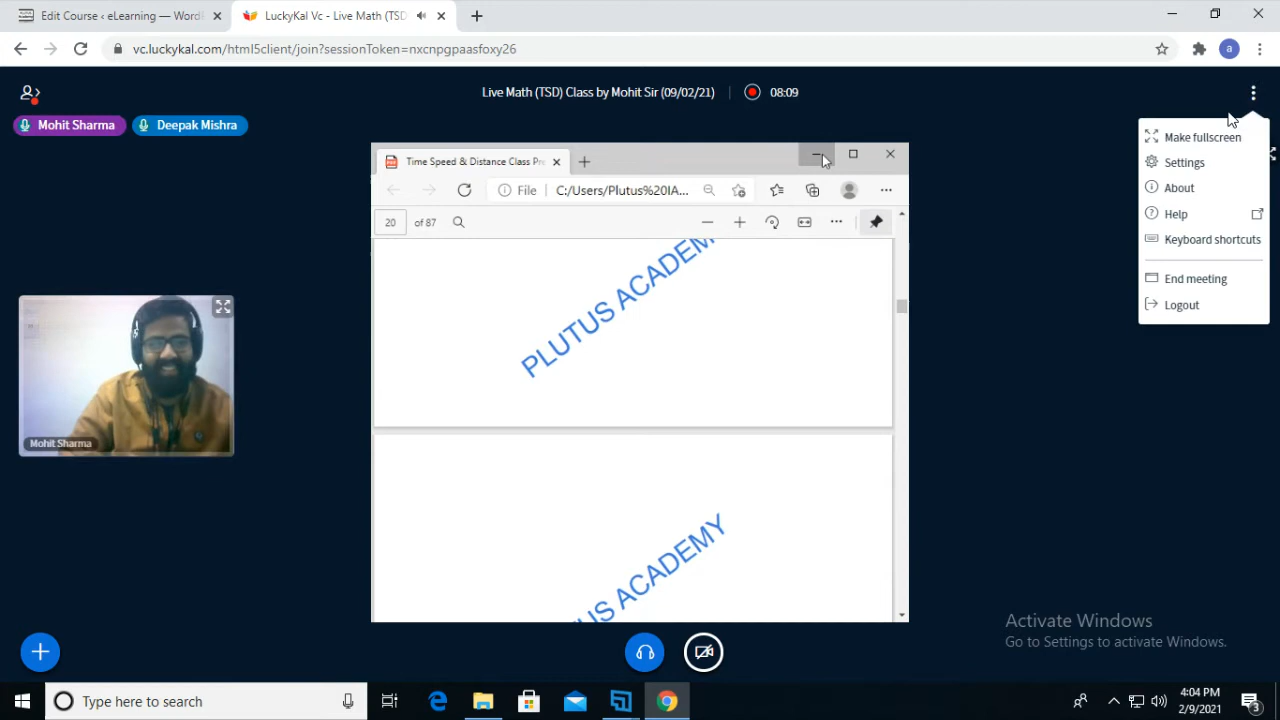 Edit Course ‹ eLearning — Word
LuckyKal Vc - Live Math (TSD
vc.luckykal.com/html5client/join?sessionToken=nxcnpgpaasfoxy26
a
Live Math (TSD) Class by Mohit Sir (09/02/21)
08:09
Mohit Sharma
Deepak Mishra
Make fullscreen
Settings
About
Help
Keyboard shortcuts
End meeting
Logout
Time Speed & Distance Class Pre
File
C:/Users/Plutus%20IA...
20
of 87
PLUTUS ACADEM
US ACADEMY
Mohit Sharma
Activate Windows
Go to Settings to activate Windows.
Type here to search
4:04 PM
2/9/2021
3